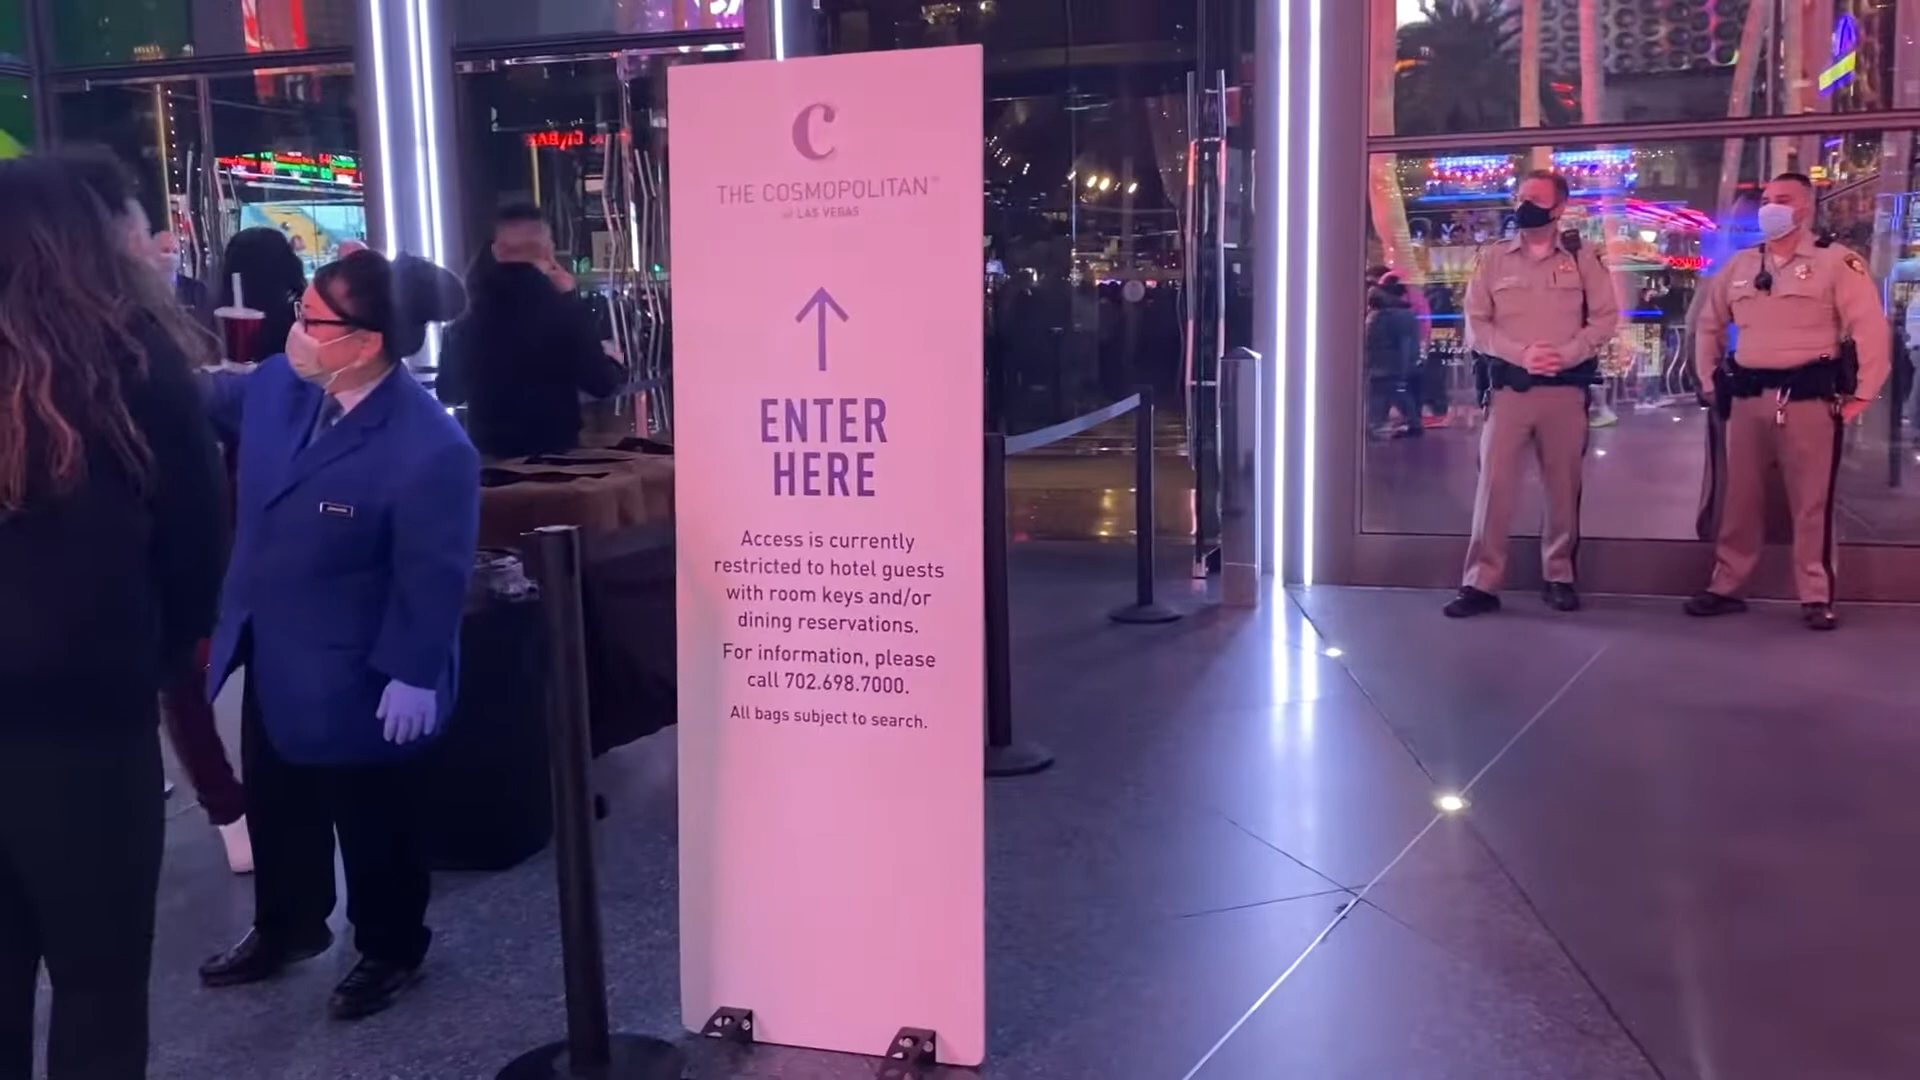 C
THE COSMOPOLITAN®
of LAS VEGAS
ENTER
HERE
Access is currently
restricted to hotel guests
with room keys and/or
dining reservations.
For information, please
call 702.698.7000.
All bags subject to search.